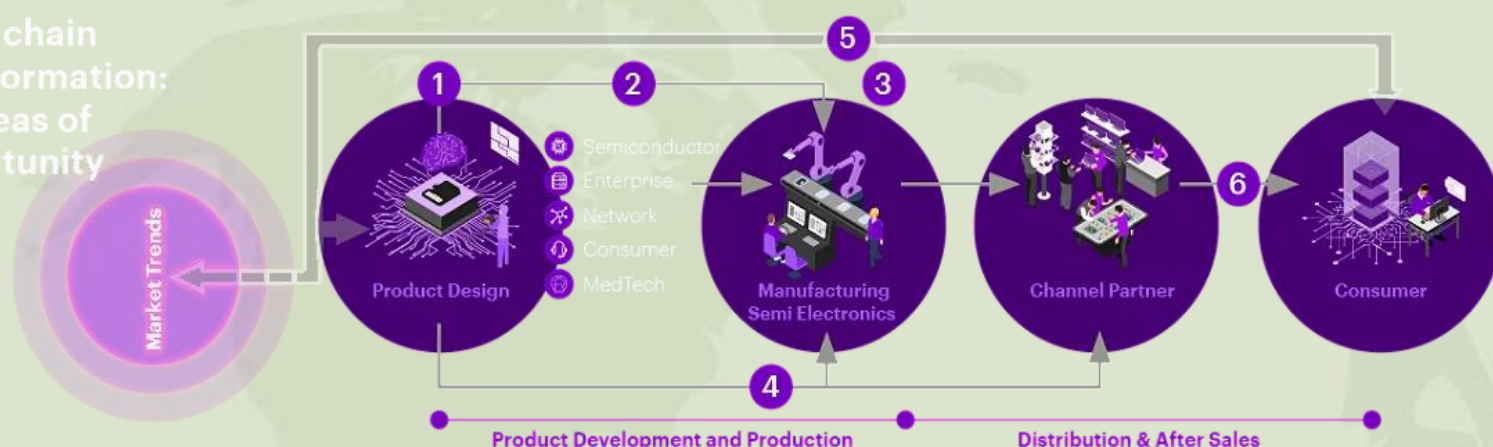 chain
ormation:
eas of
tunity
Market Trends
1
2
3
4
5
6
Product Design
Semiconductor
Enterprise
Network
Consumer
MedTech
Manufacturing
Semi Electronics
Channel Partner
Consumer
Product Development and Production
Distribution & After Sales